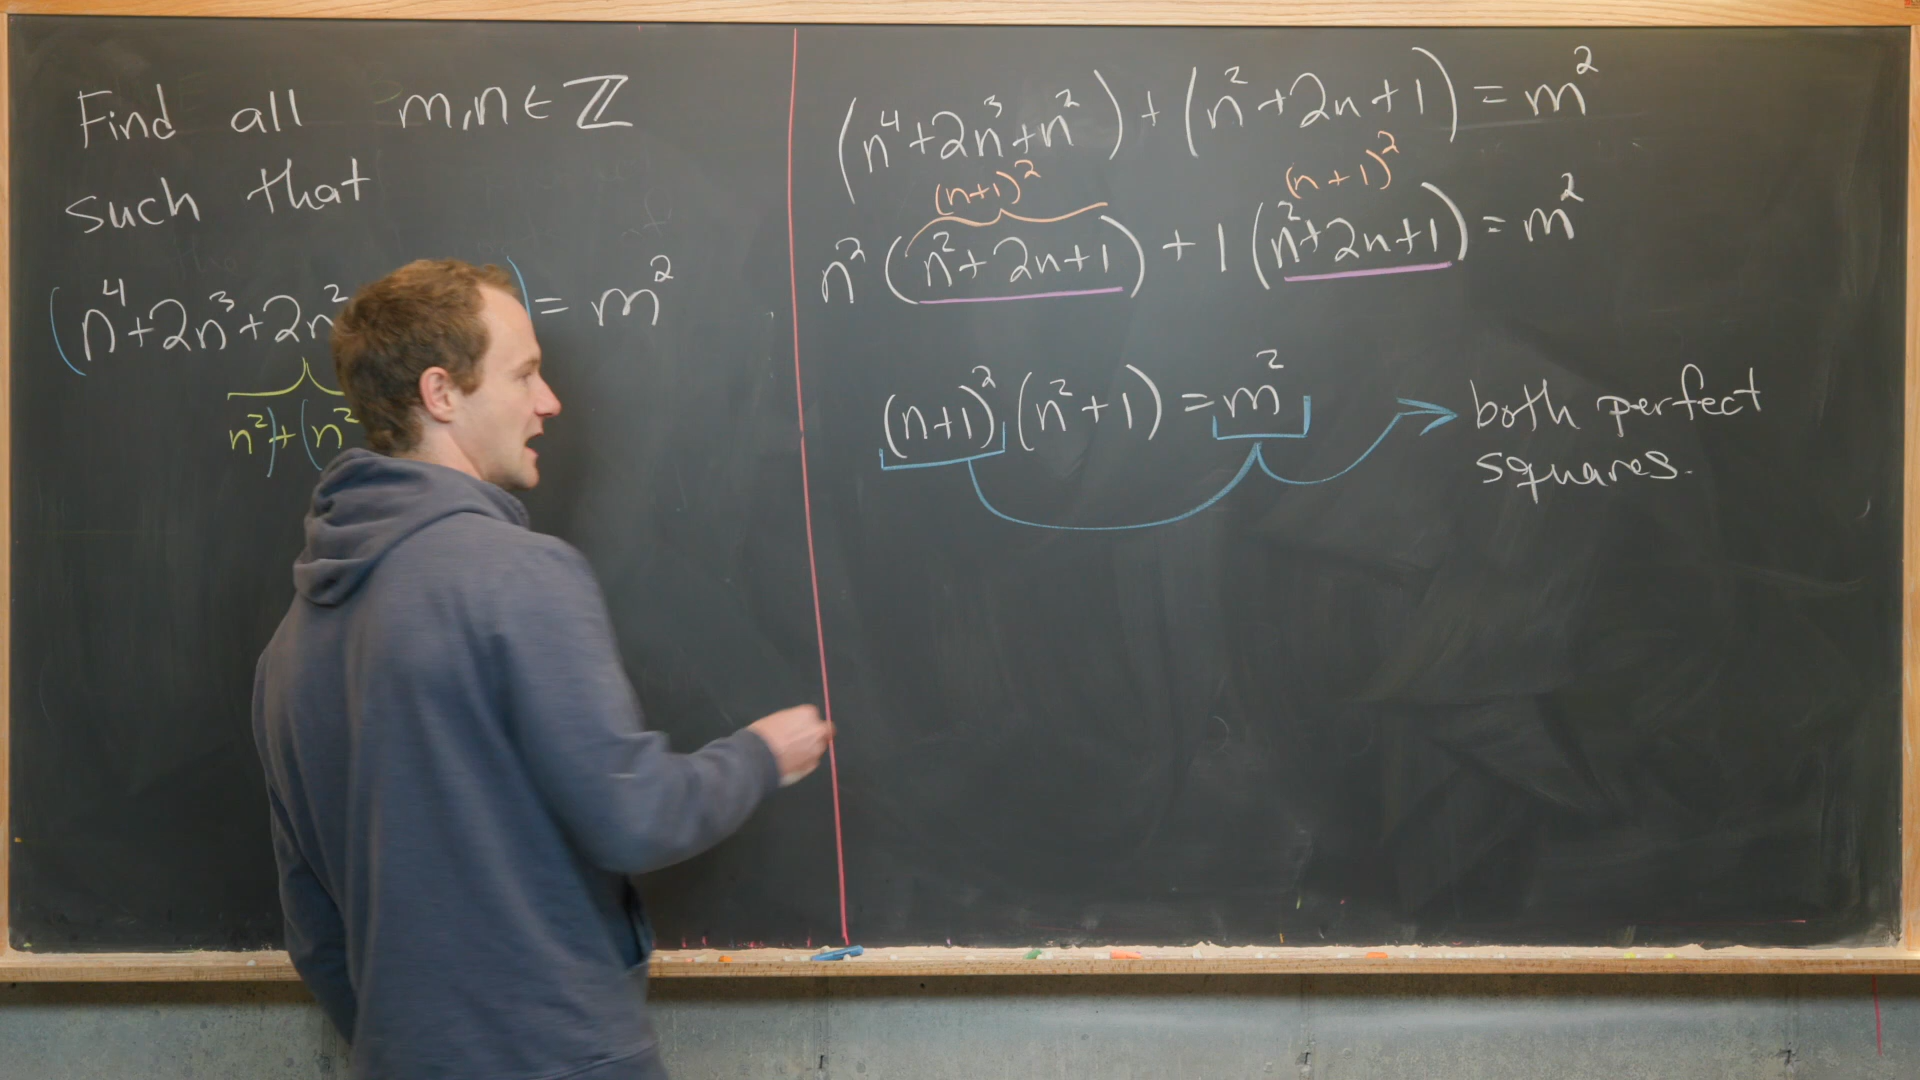 Find all m,n ∈ ℤ
such that
(n⁴+2n³+2n² ) = m²
n²)+(n²
(n⁴+2n³+n²)+(n²+2n+1) = m²
(n+1)² (n+1)²
n²(n²+2n+1)+1(n²+2n+1) = m²
(n+1)²(n²+1) = m² → both perfect
squares.